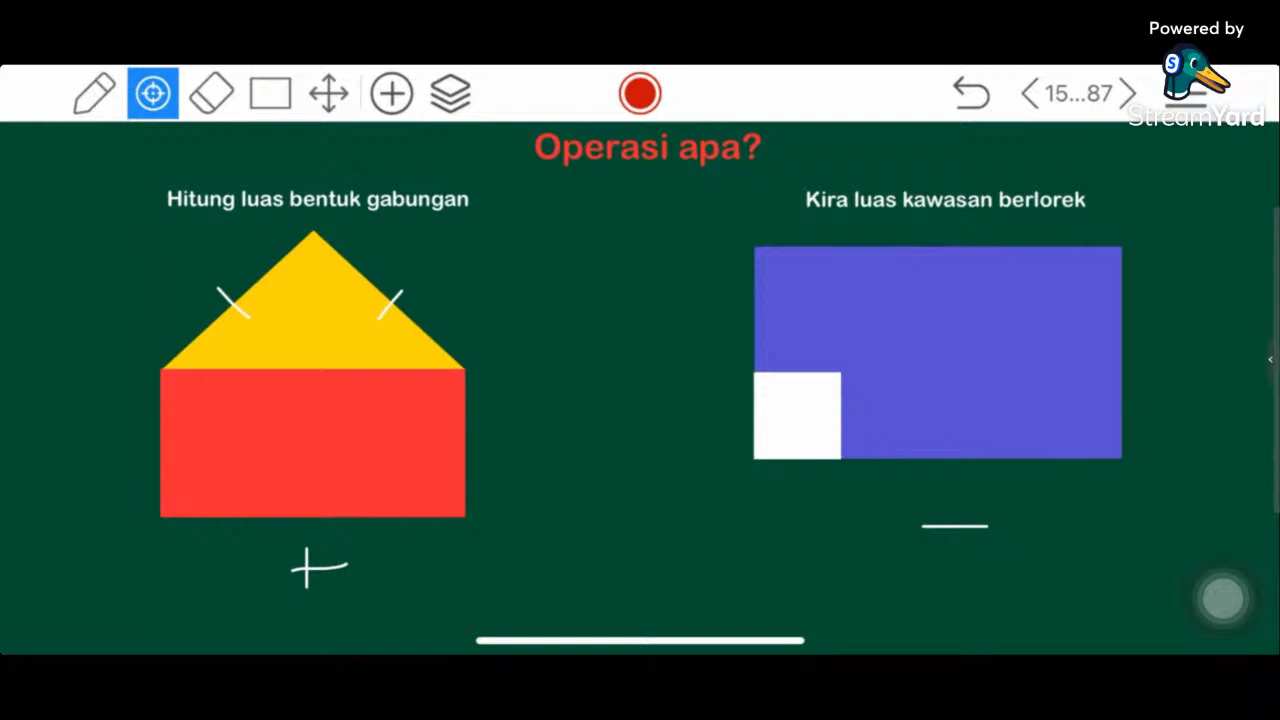 Powered by
S
StreamYard
15...87
Operasi apa?
Hitung luas bentuk gabungan
Kira luas kawasan berlorek
+
—